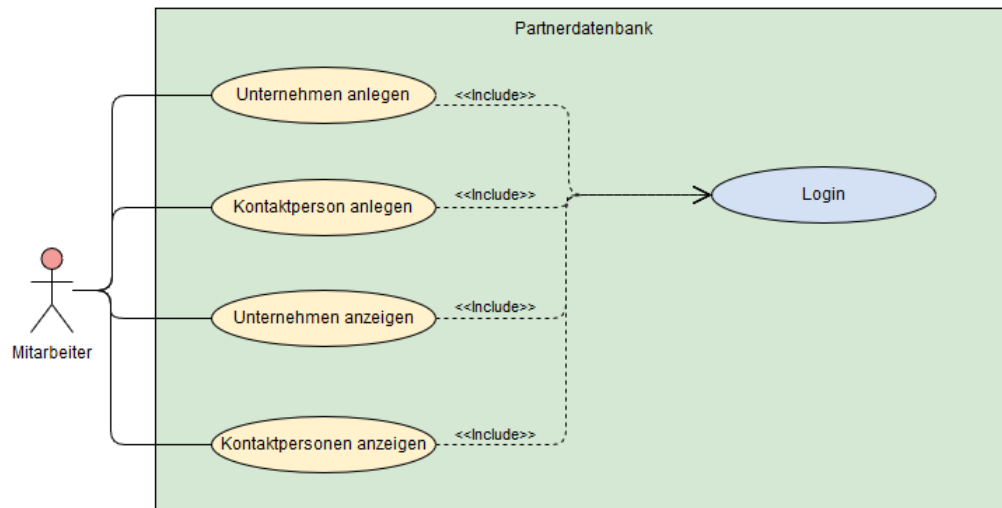 Partnerdatenbank
Unternehmen anlegen
<<Include>>
Kontaktperson anlegen
<<Include>>
Login
Unternehmen anzeigen
<<Include>>
Mitarbeiter
Kontaktpersonen anzeigen
<<Include>>